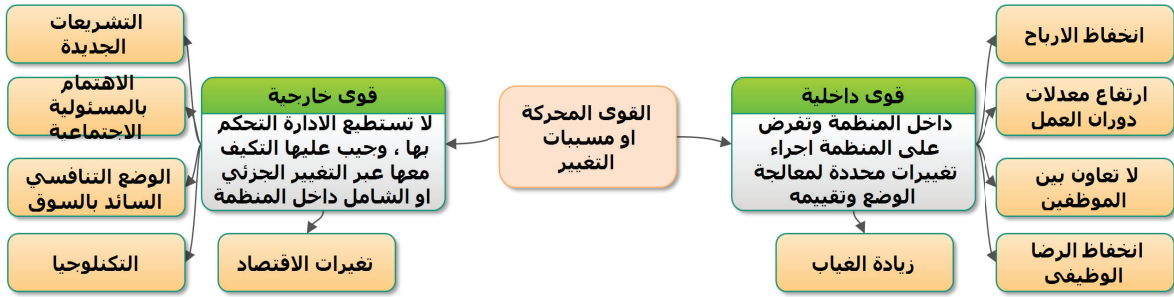 القوى المحركة
او مسببات
التغيير
قوى داخلية
داخل المنظمة وتفرض
على المنظمة اجراء
تغييرات محددة لمعالجة
الوضع وتقييمه
انخفاظ الارباح
ارتفاع معدلات
دوران العمل
لا تعاون بين
الموظفين
انخفاظ الرضا
الوظيفى
زيادة الغياب
قوى خارجية
لا تستطيع الادارة التحكم
بها ، وجيب عليها التكيف
معها عبر التغيير الجزئي
او الشامل داخل المنظمة
التشريعات
الجديدة
الاهتمام
بالمسئولية
الاجتماعية
الوضع التنافسي
السائد بالسوق
التكنلوجيا
تغيرات الاقتصاد